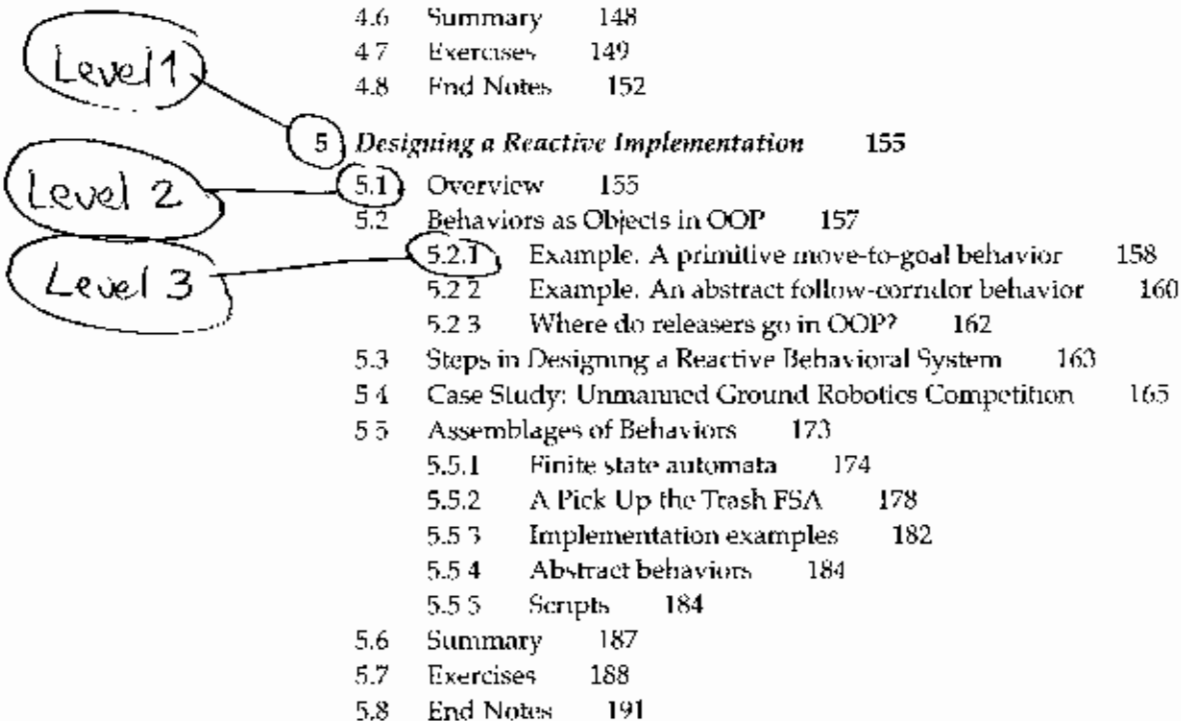 4.6 Summary 148
4.7 Exercises 149
4.8 End Notes 152
Level 1
5 Designing a Reactive Implementation 155
Level 2
5.1 Overview 155
5.2 Behaviors as Objects in OOP 157
Level 3
5.2.1 Example. A primitive move-to-goal behavior 158
5.2.2 Example. An abstract follow-corridor behavior 160
5.2.3 Where do releasers go in OOP? 162
5.3 Steps in Designing a Reactive Behavioral System 163
5.4 Case Study: Unmanned Ground Robotics Competition 165
5.5 Assemblages of Behaviors 173
5.5.1 Finite state automata 174
5.5.2 A Pick Up the Trash FSA 178
5.5.3 Implementation examples 182
5.5.4 Abstract behaviors 184
5.5.5 Scripts 184
5.6 Summary 187
5.7 Exercises 188
5.8 End Notes 191